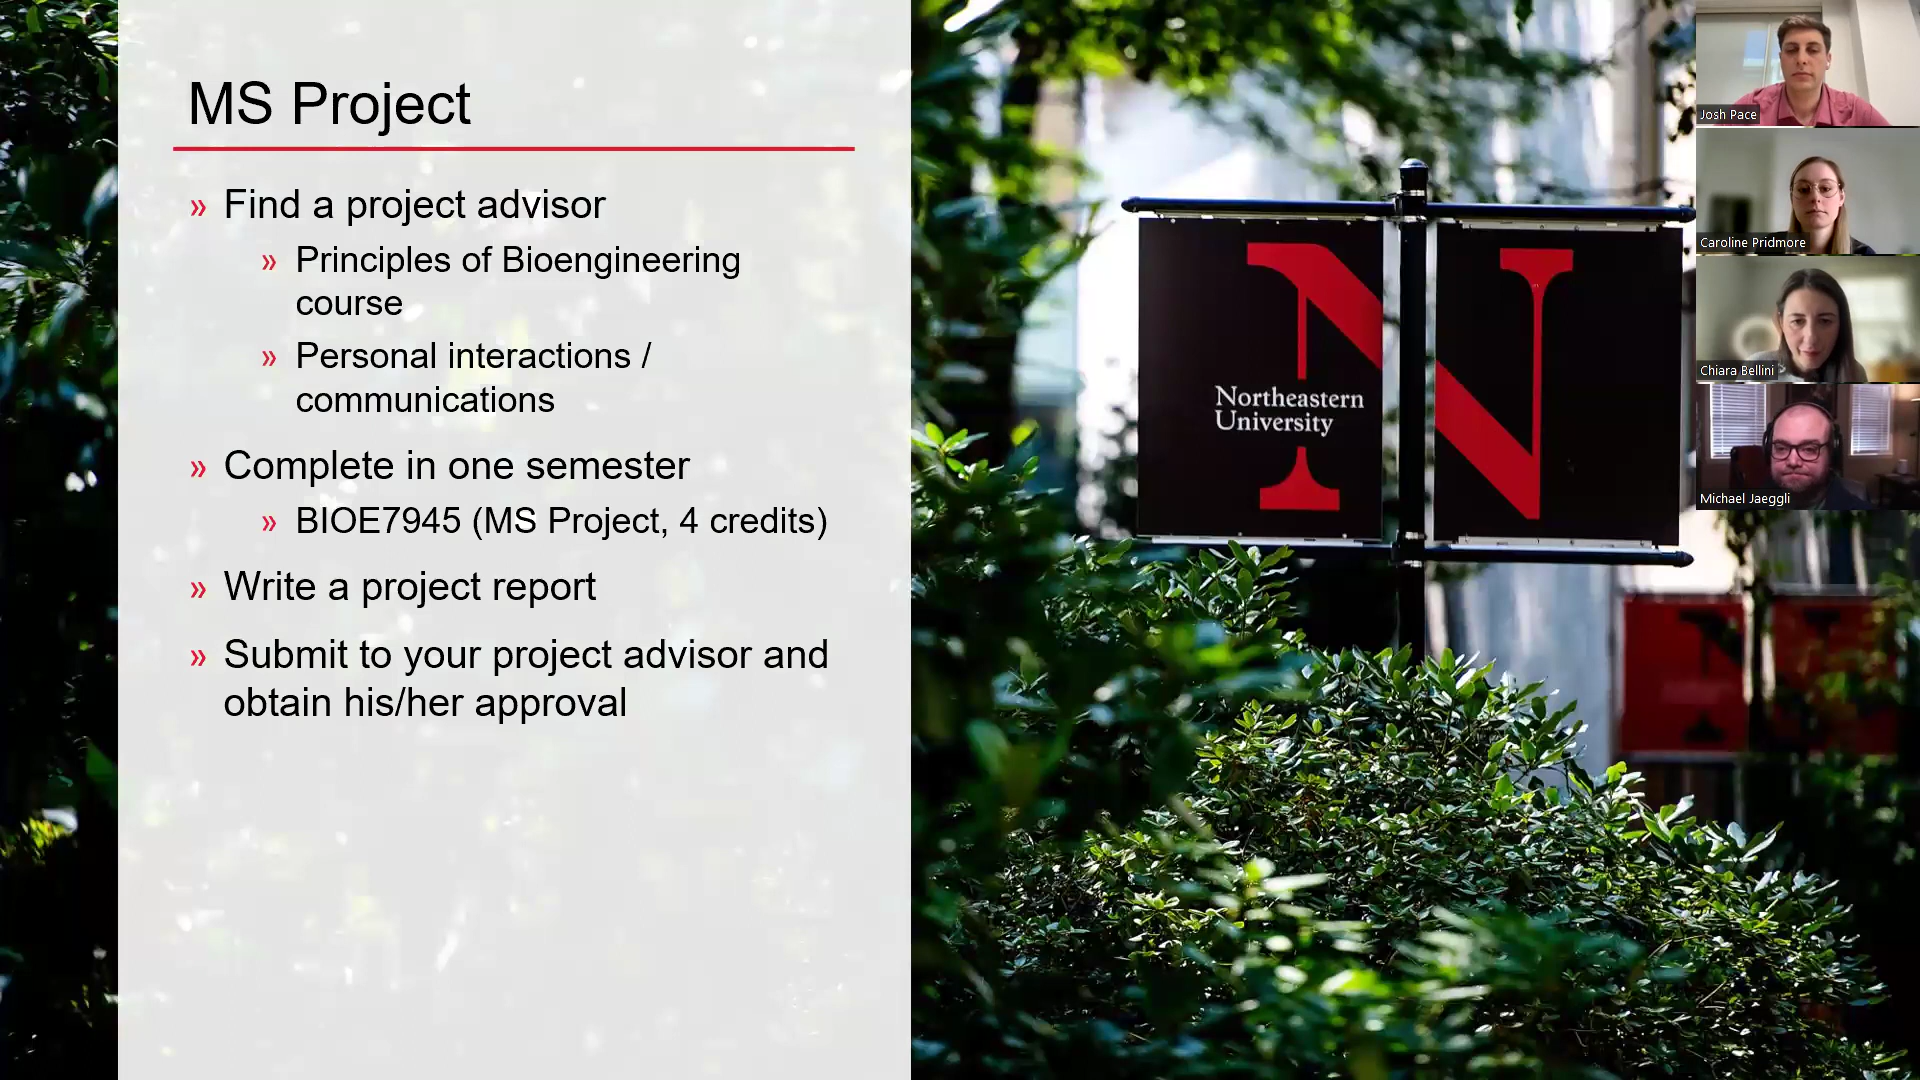 MS Project
» Find a project advisor
» Principles of Bioengineering
course
» Personal interactions /
communications
» Complete in one semester
» BIOE7945 (MS Project, 4 credits)
» Write a project report
» Submit to your project advisor and
obtain his/her approval
N
Northeastern
University
Josh Pace
Caroline Pridmore
Chiara Bellini
Michael Jaeggli